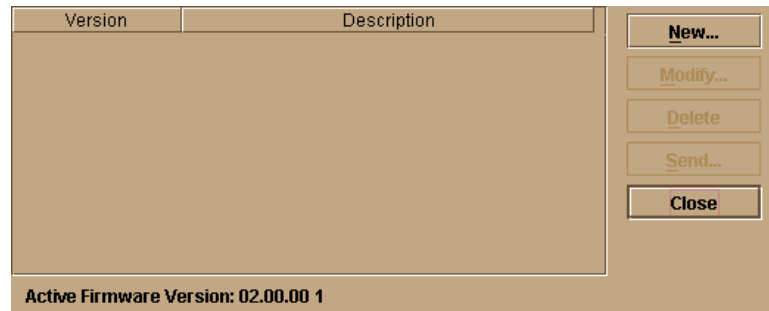 Version Description
New...
Modify...
Delete
Send...
Close
Active Firmware Version: 02.00.00 1